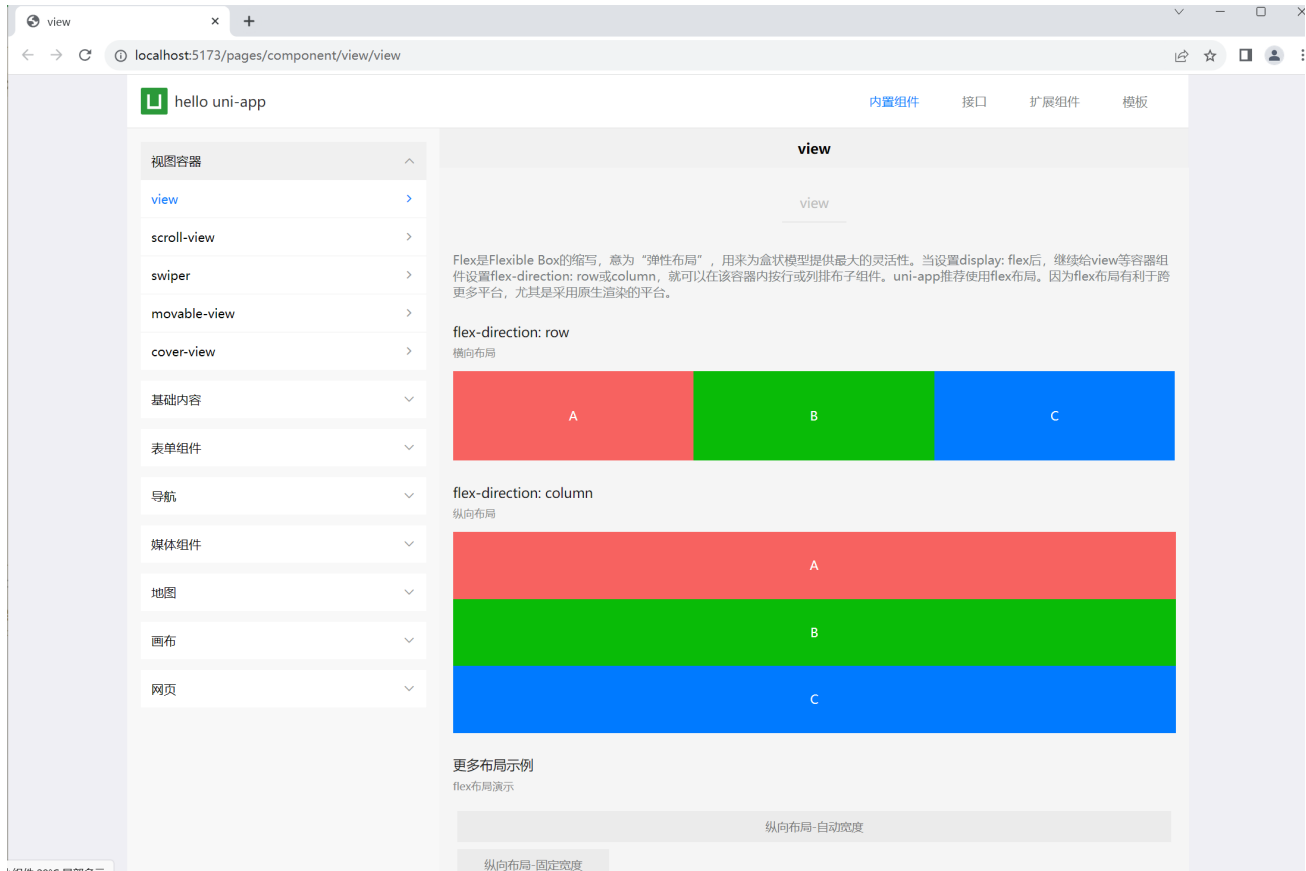 view
localhost:5173/pages/component/view/view
hello uni-app
内置组件
接口
扩展组件
模板
视图容器
view
scroll-view
swiper
movable-view
cover-view
基础内容
表单组件
导航
媒体组件
地图
画布
网页
view
view
Flex是Flexible Box的缩写，意为“弹性布局”，用来为盒状模型提供最大的灵活性。当设置display: flex后，继续给view等容器组
件设置flex-direction: row或column，就可以在该容器内按行或列排布子组件。uni-app推荐使用flex布局。因为flex布局有利于跨
更多平台，尤其是采用原生渲染的平台。
flex-direction: row
横向布局
A
B
C
flex-direction: column
纵向布局
A
B
C
更多布局示例
flex布局演示
纵向布局-自动宽度
纵向布局-固定宽度